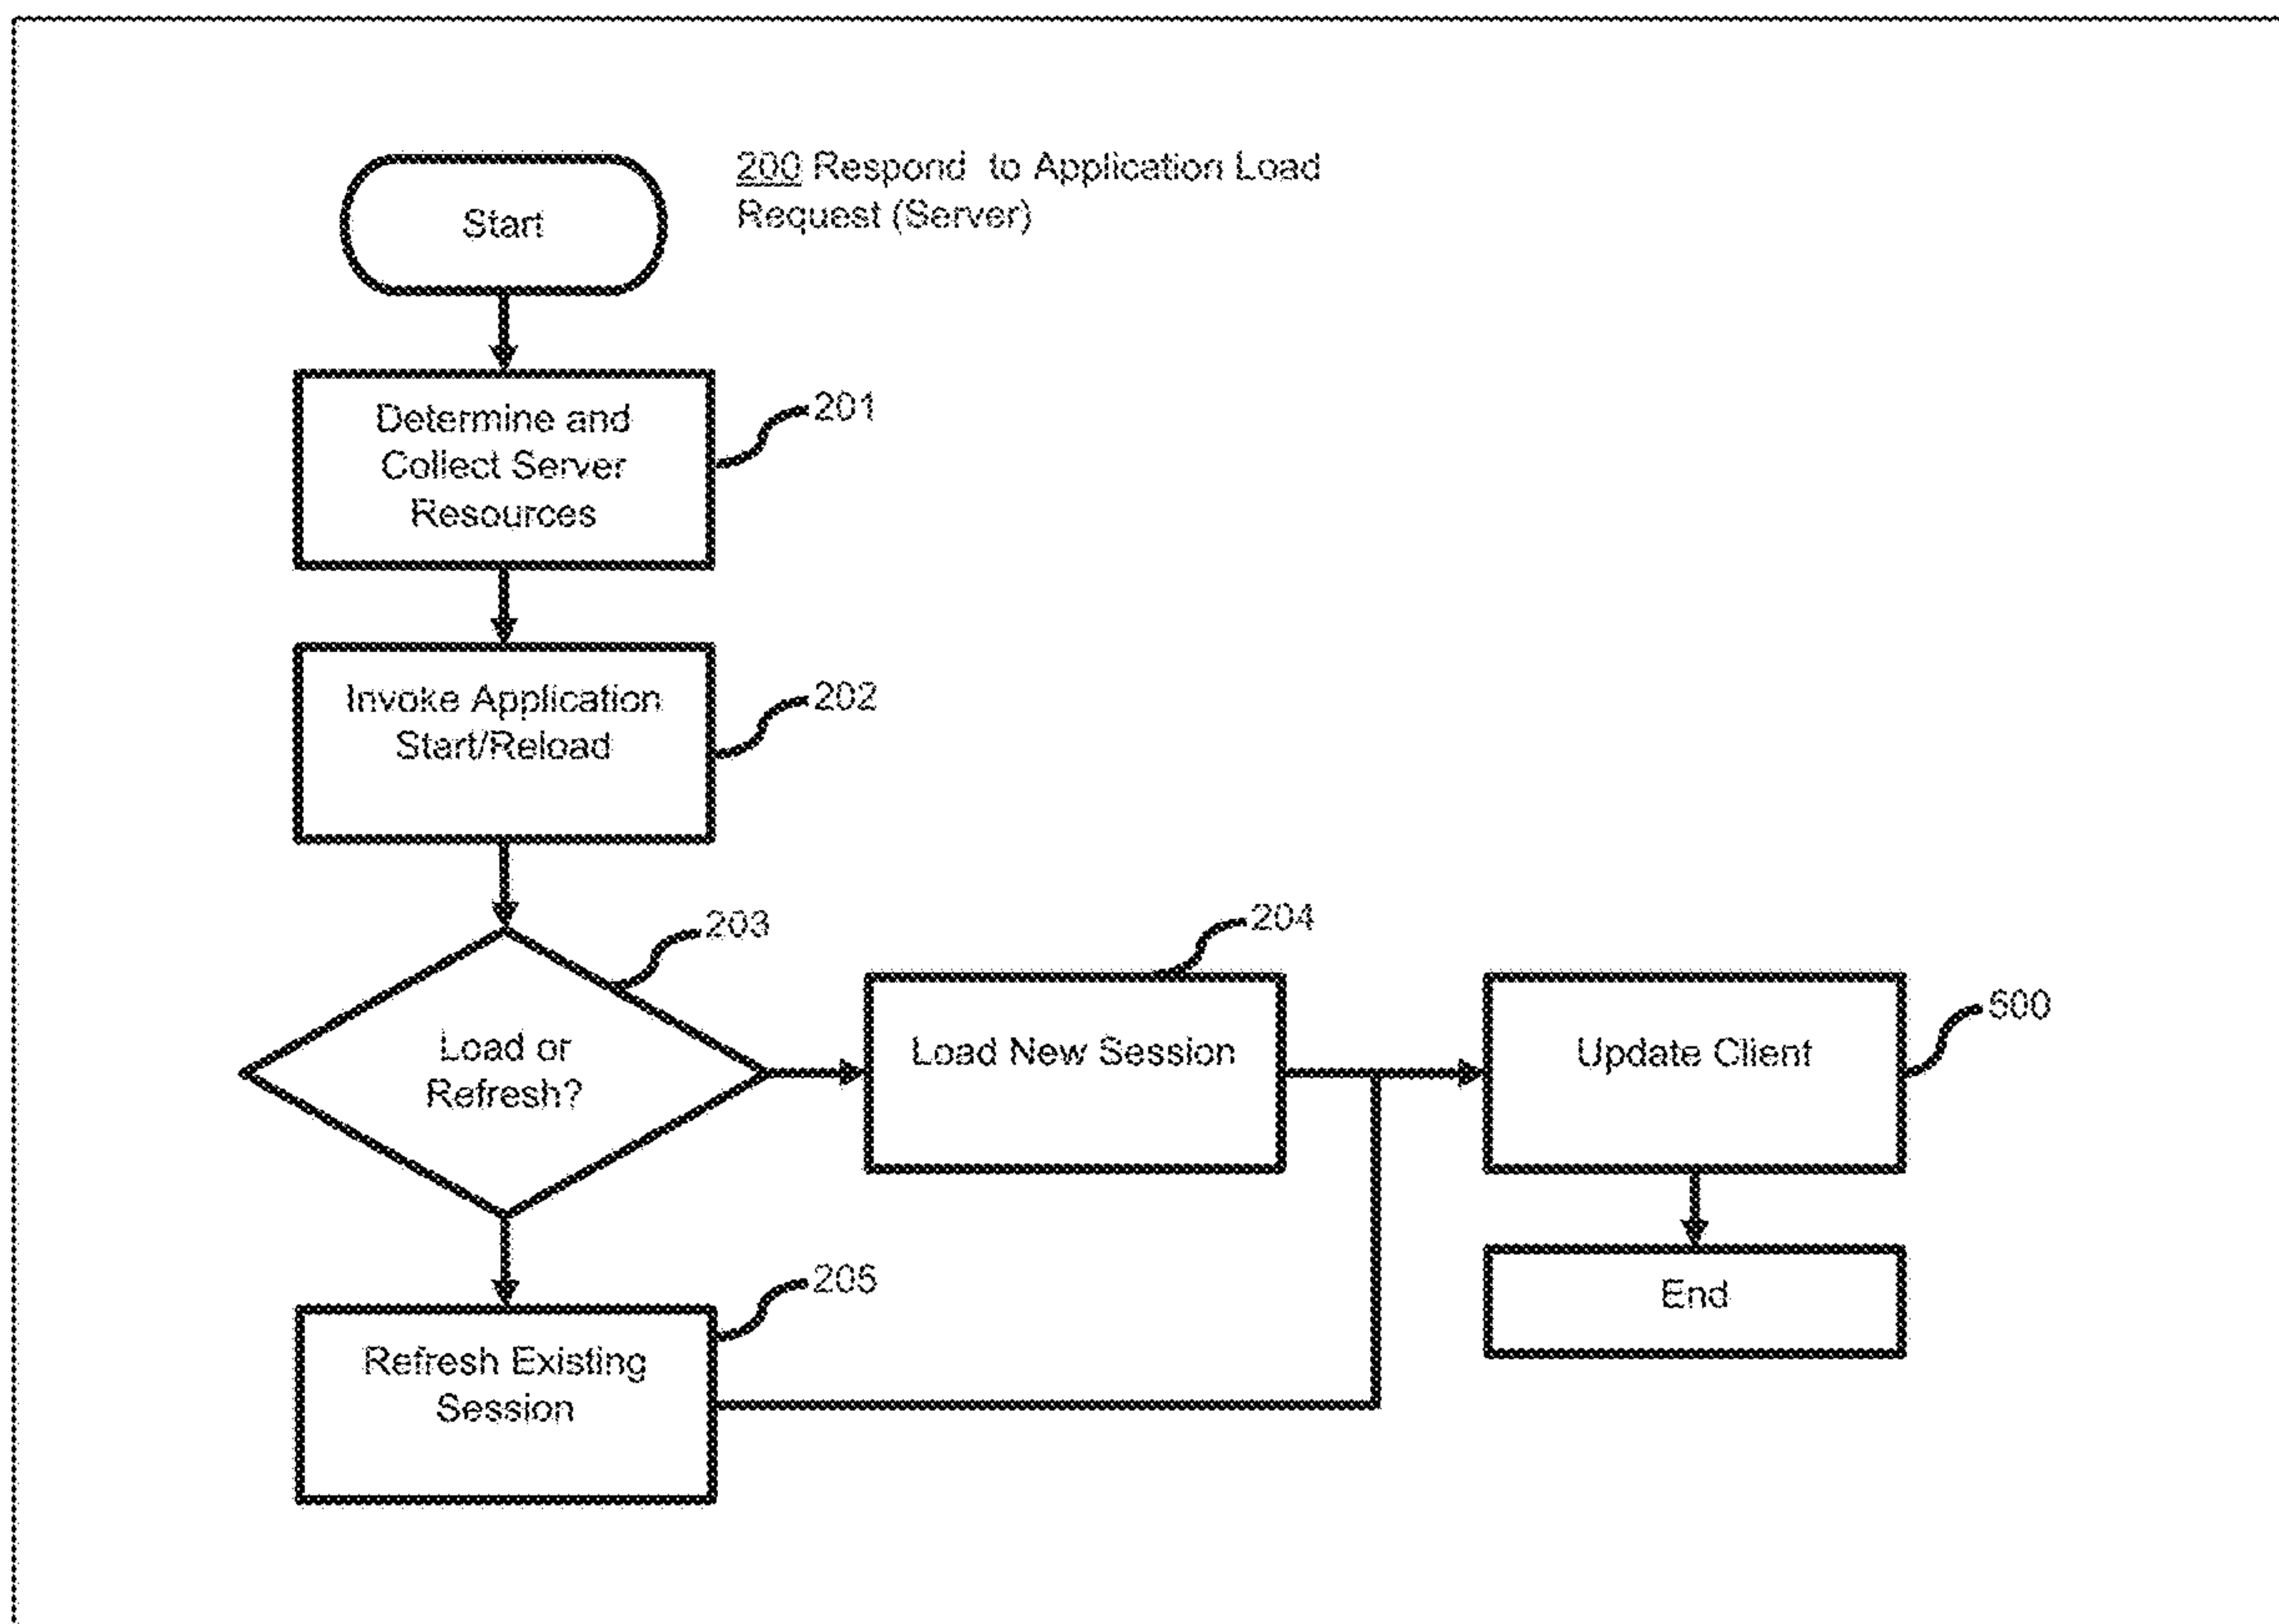 200 Respond to Application Load
Request (Server)
Start
Determine and
Collect Server
Resources
201
Invoke Application
Start/Reload
202
203
Load or
Refresh?
204
Load New Session
Update Client
600
End
205
Refresh Existing
Session